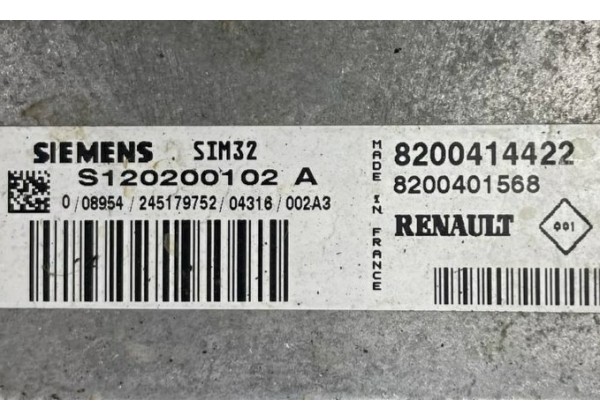 SIEMENS SIM32
S120200102 A
0 / 08954 / 245179752 / 04316 / 002A3
MADE IN FRANCE
8200414422
8200401568
RENAULT 001